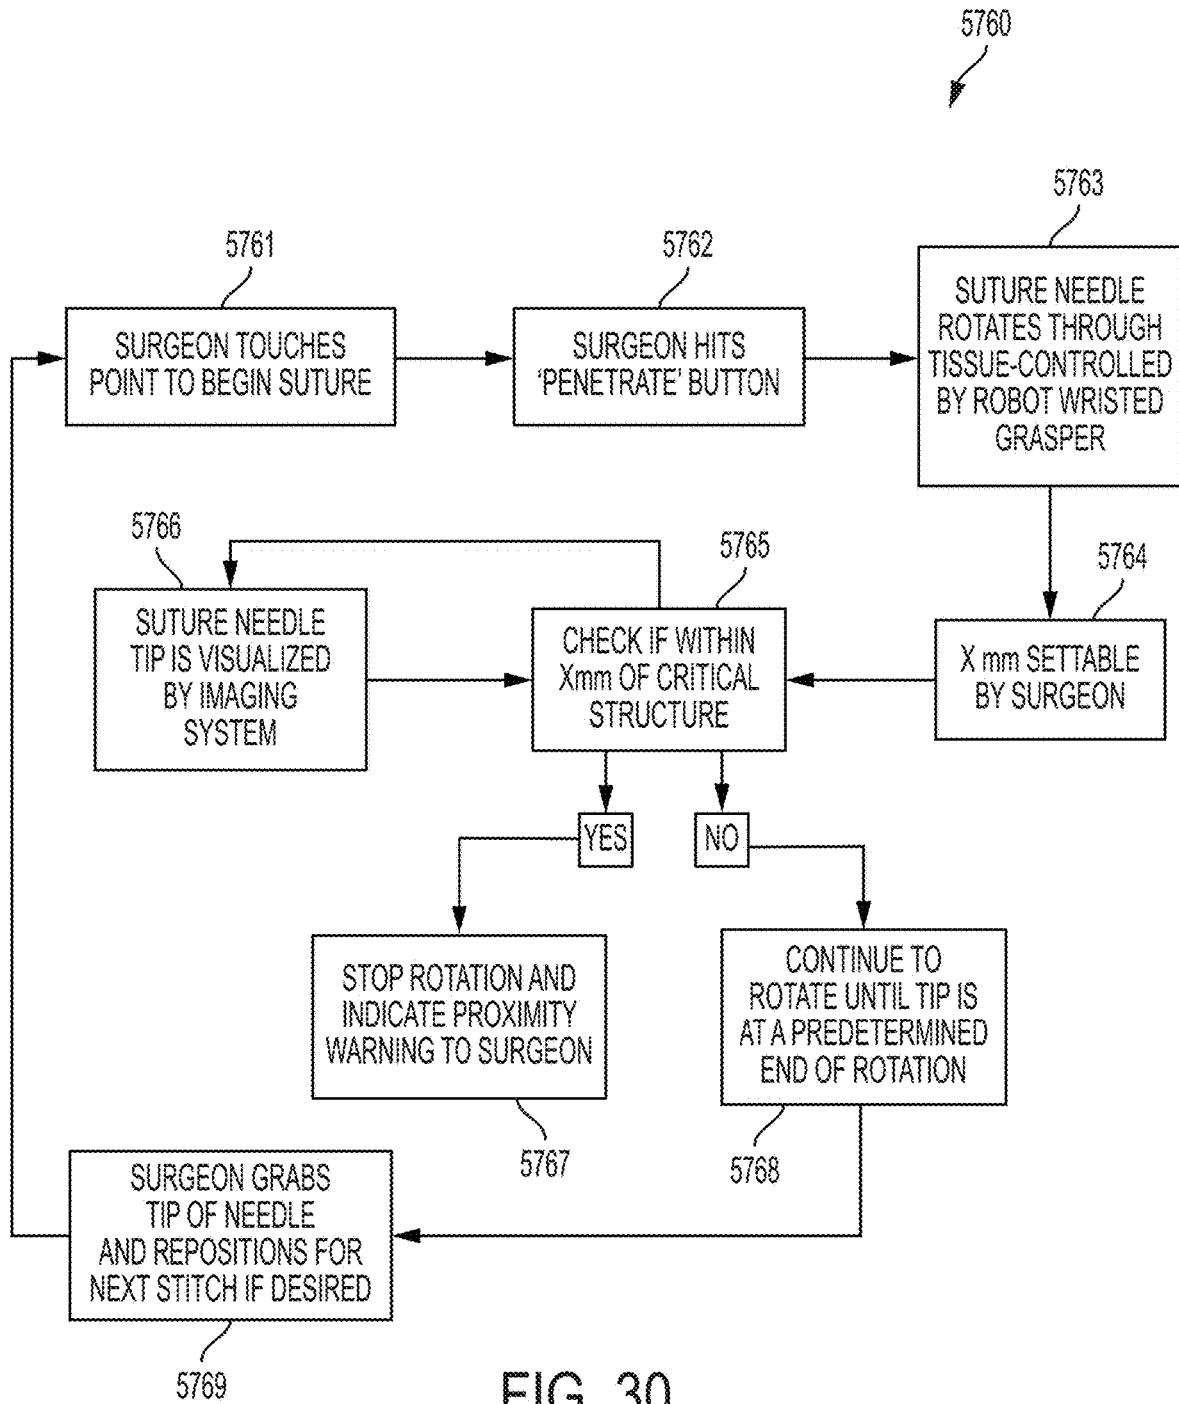 5760
5763
5761
5762
SURGEON TOUCHES
POINT TO BEGIN SUTURE
SURGEON HITS
'PENETRATE' BUTTON
SUTURE NEEDLE
ROTATES THROUGH
TISSUE-CONTROLLED
BY ROBOT WRISTED
GRASPER
5766
5765
5764
SUTURE NEEDLE
TIP IS VISUALIZED
BY IMAGING
SYSTEM
CHECK IF WITHIN
Xmm OF CRITICAL
STRUCTURE
X mm SETTABLE
BY SURGEON
YES
NO
STOP ROTATION AND
INDICATE PROXIMITY
WARNING TO SURGEON
CONTINUE TO
ROTATE UNTIL TIP IS
AT A PREDETERMINED
END OF ROTATION
5767
5768
SURGEON GRABS
TIP OF NEEDLE
AND REPOSITIONS FOR
NEXT STITCH IF DESIRED
5769
FIG. 30